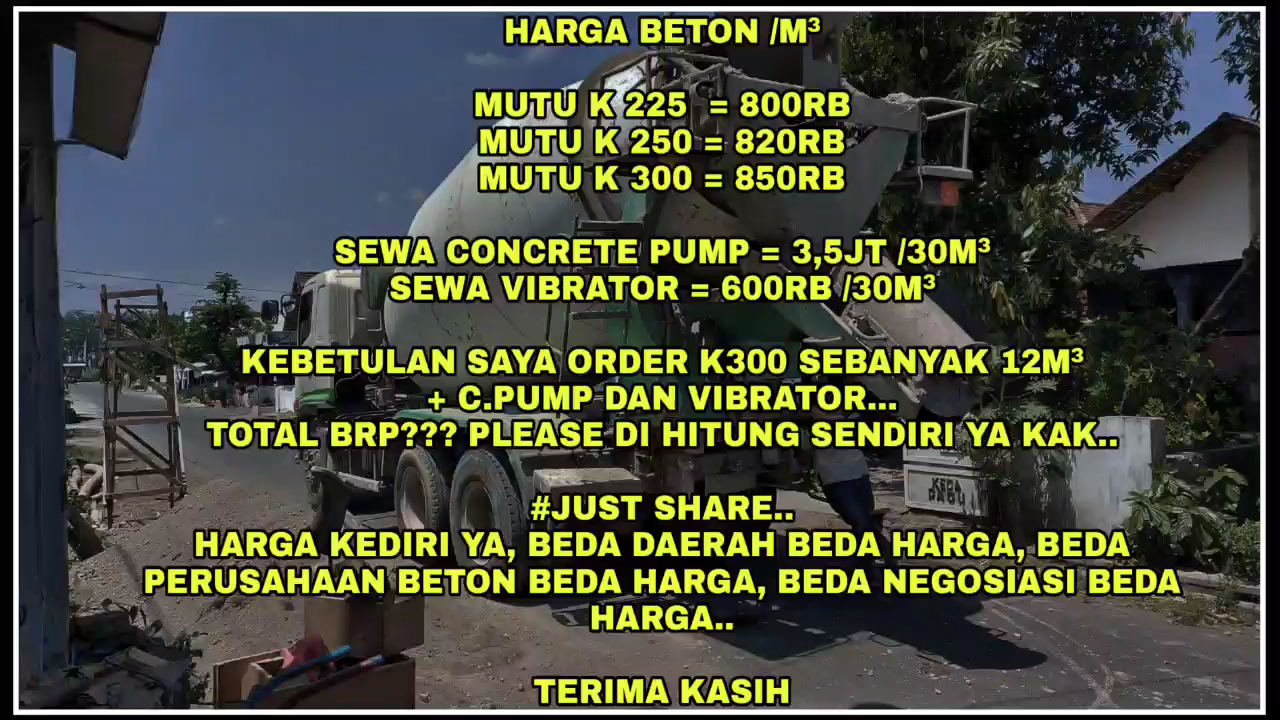 HARGA BETON /M³
MUTU K 225 = 800RB
MUTU K 250 = 820RB
MUTU K 300 = 850RB
SEWA CONCRETE PUMP = 3,5JT /30M³
SEWA VIBRATOR = 600RB /30M³
KEBETULAN SAYA ORDER K300 SEBANYAK 12M³
+ C.PUMP DAN VIBRATOR...
TOTAL BRP??? PLEASE DI HITUNG SENDIRI YA KAK..
#JUST SHARE..
HARGA KEDIRI YA, BEDA DAERAH BEDA HARGA, BEDA
PERUSAHAAN BETON BEDA HARGA, BEDA NEGOSIASI BEDA
HARGA..
TERIMA KASIH